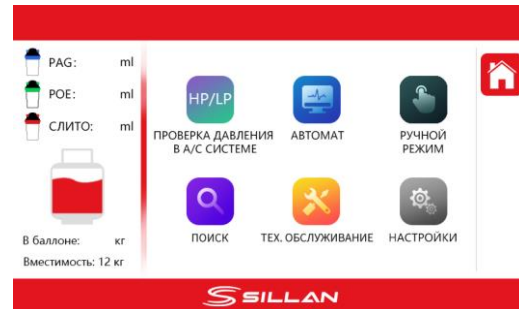 PAG: ml
POE: ml
СЛИТО: ml
В баллоне: кг
Вместимость: 12 кг
HP/LP
ПРОВЕРКА ДАВЛЕНИЯ
В А/С СИСТЕМЕ
АВТОМАТ
РУЧНОЙ
РЕЖИМ
ПОИСК
ТЕХ. ОБСЛУЖИВАНИЕ
НАСТРОЙКИ
SILLAN